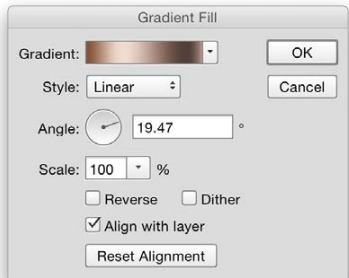 Gradient Fill
Gradient:
OK
Style: Linear
Cancel
Angle: 19.47 °
Scale: 100 %
Reverse Dither
Align with layer
Reset Alignment